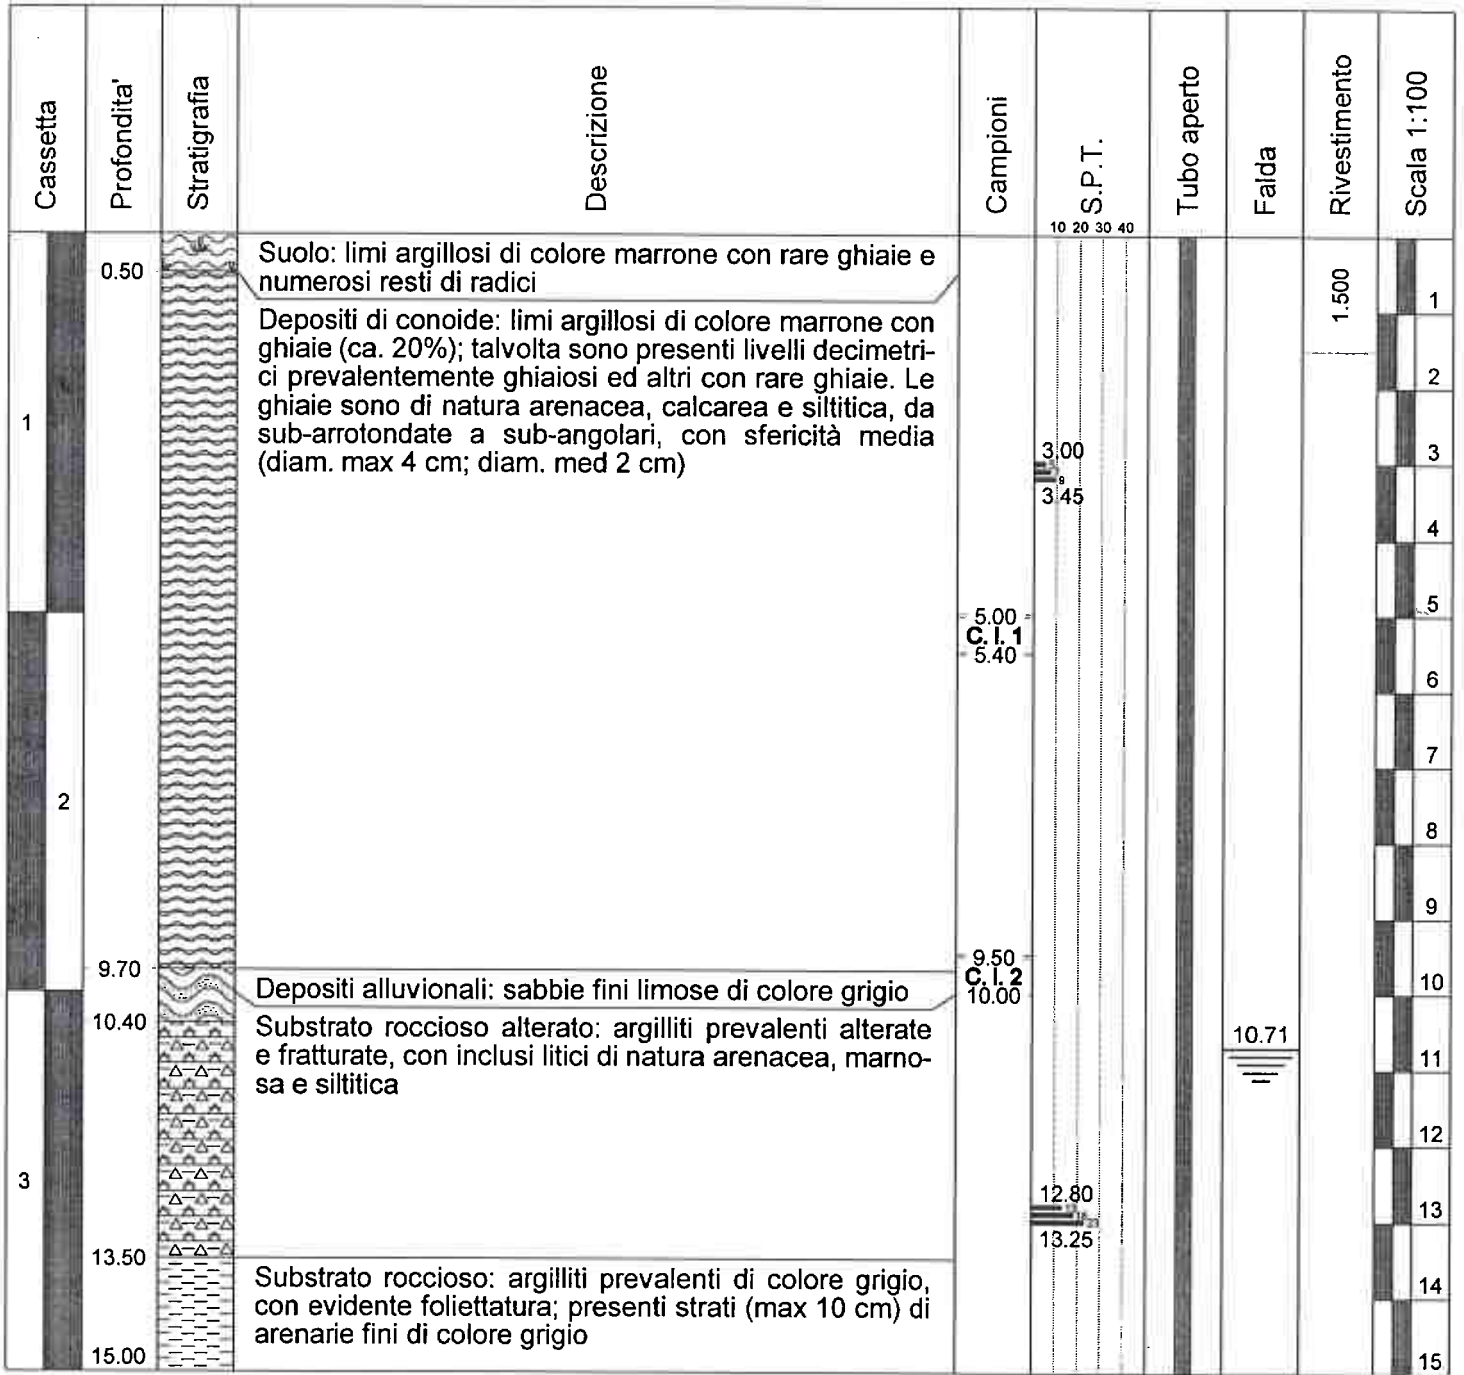 Cassetta
Profondita'
Stratigrafia
Descrizione
Campioni
S.P.T.
10 20 30 40
Tubo aperto
Falda
Rivestimento
Scala 1:100
0.50
Suolo: limi argillosi di colore marrone con rare ghiaie e
numerosi resti di radici
1.500
1
Depositi di conoide: limi argillosi di colore marrone con
ghiaie (ca. 20%); talvolta sono presenti livelli decimetri-
ci prevalentemente ghiaiosi ed altri con rare ghiaie. Le
ghiaie sono di natura arenacea, calcarea e siltitica, da
sub-arrotondate a sub-angolari, con sfericità media
(diam. max 4 cm; diam. med 2 cm)
2
1
3.00
3
9
3.45
4
5.00
5
C. I. 1
5.40
6
7
2
8
9
9.50
9.70
C. I. 2
10
Depositi alluvionali: sabbie fini limose di colore grigio
10.00
10.40
Substrato roccioso alterato: argilliti prevalenti alterate
e fratturate, con inclusi litici di natura arenacea, marno-
sa e siltitica
10.71
11
12
3
12.80
13
23
13.25
13.50
Substrato roccioso: argilliti prevalenti di colore grigio,
con evidente foliettatura; presenti strati (max 10 cm) di
arenarie fini di colore grigio
14
15.00
15